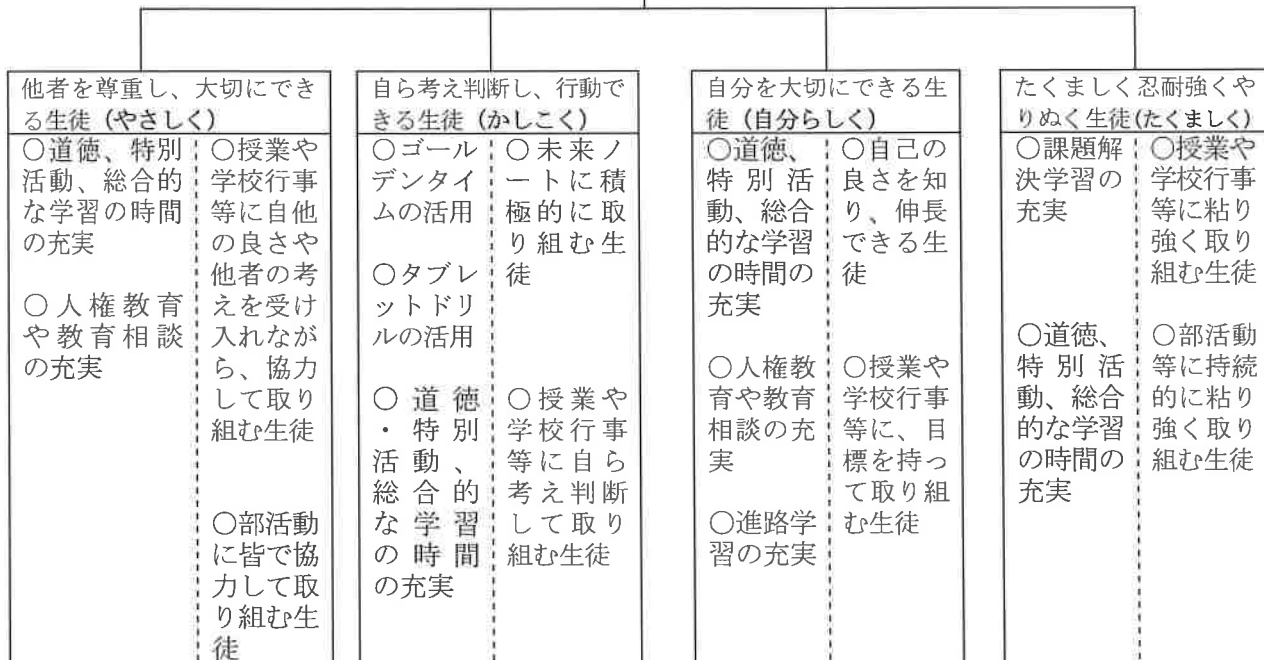 他者を尊重し、大切にでき
る生徒（やさしく）
○道徳、特別
活動、総合的
な学習の時間
の充実
○人権教育
や教育相談
の充実
○授業や
学校行事
等に自他
の良さや
他者の考
えを受け
入れなが
ら、協力
して取り
組む生徒
○部活動
に皆で協
力して取
り組む生
徒
自ら考え判断し、行動で
きる生徒（かしこく）
○ゴール
デンタイ
ムの活用
○タブレ
ットドリ
ルの活用
○道徳
・特別
活動、
総合的
な学習
の時間
の充実
○未来ノ
ートに積
極的に取
り組む生
徒
○授業や
学校行事
等に自ら
考え判断
して取り
組む生徒
自分を大切にできる生
徒（自分らしく）
○道徳、
特別活
動、総合
的な学習
の時間の
充実
○人権教
育や教育
相談の充
実
○進路学
習の充実
○自己の
良さを知
り、伸長
できる生
徒
○授業や
学校行事
等に、目
標を持っ
て取り組
む生徒
たくましく忍耐強くや
りぬく生徒(たくましく)
○課題解
決学習の
充実
○道徳、
特別活
動、総合
的な学習
の時間の
充実
○授業や
学校行事
等に粘り
強く取り
組む生徒
○部活動
等に持続
的に粘り
強く取り
組む生徒